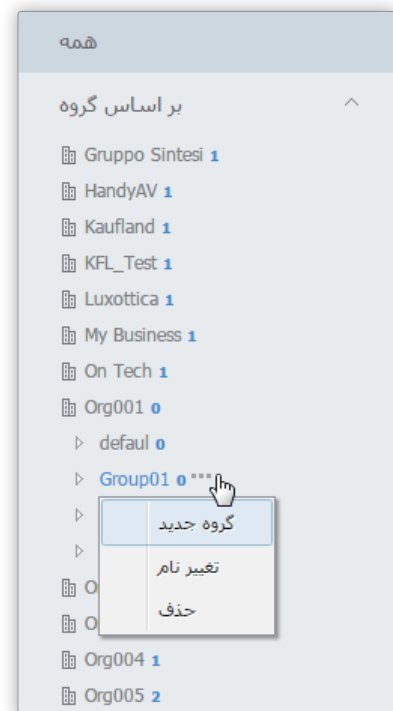 همه
بر اساس گروه
Gruppo Sintesi 1
HandyAV 1
Kaufland 1
KFL_Test 1
Luxottica 1
My Business 1
On Tech 1
Org001 0
defaul 0
Group01 0
گروه جدید
تغییر نام
حذف
Org004 1
Org005 2